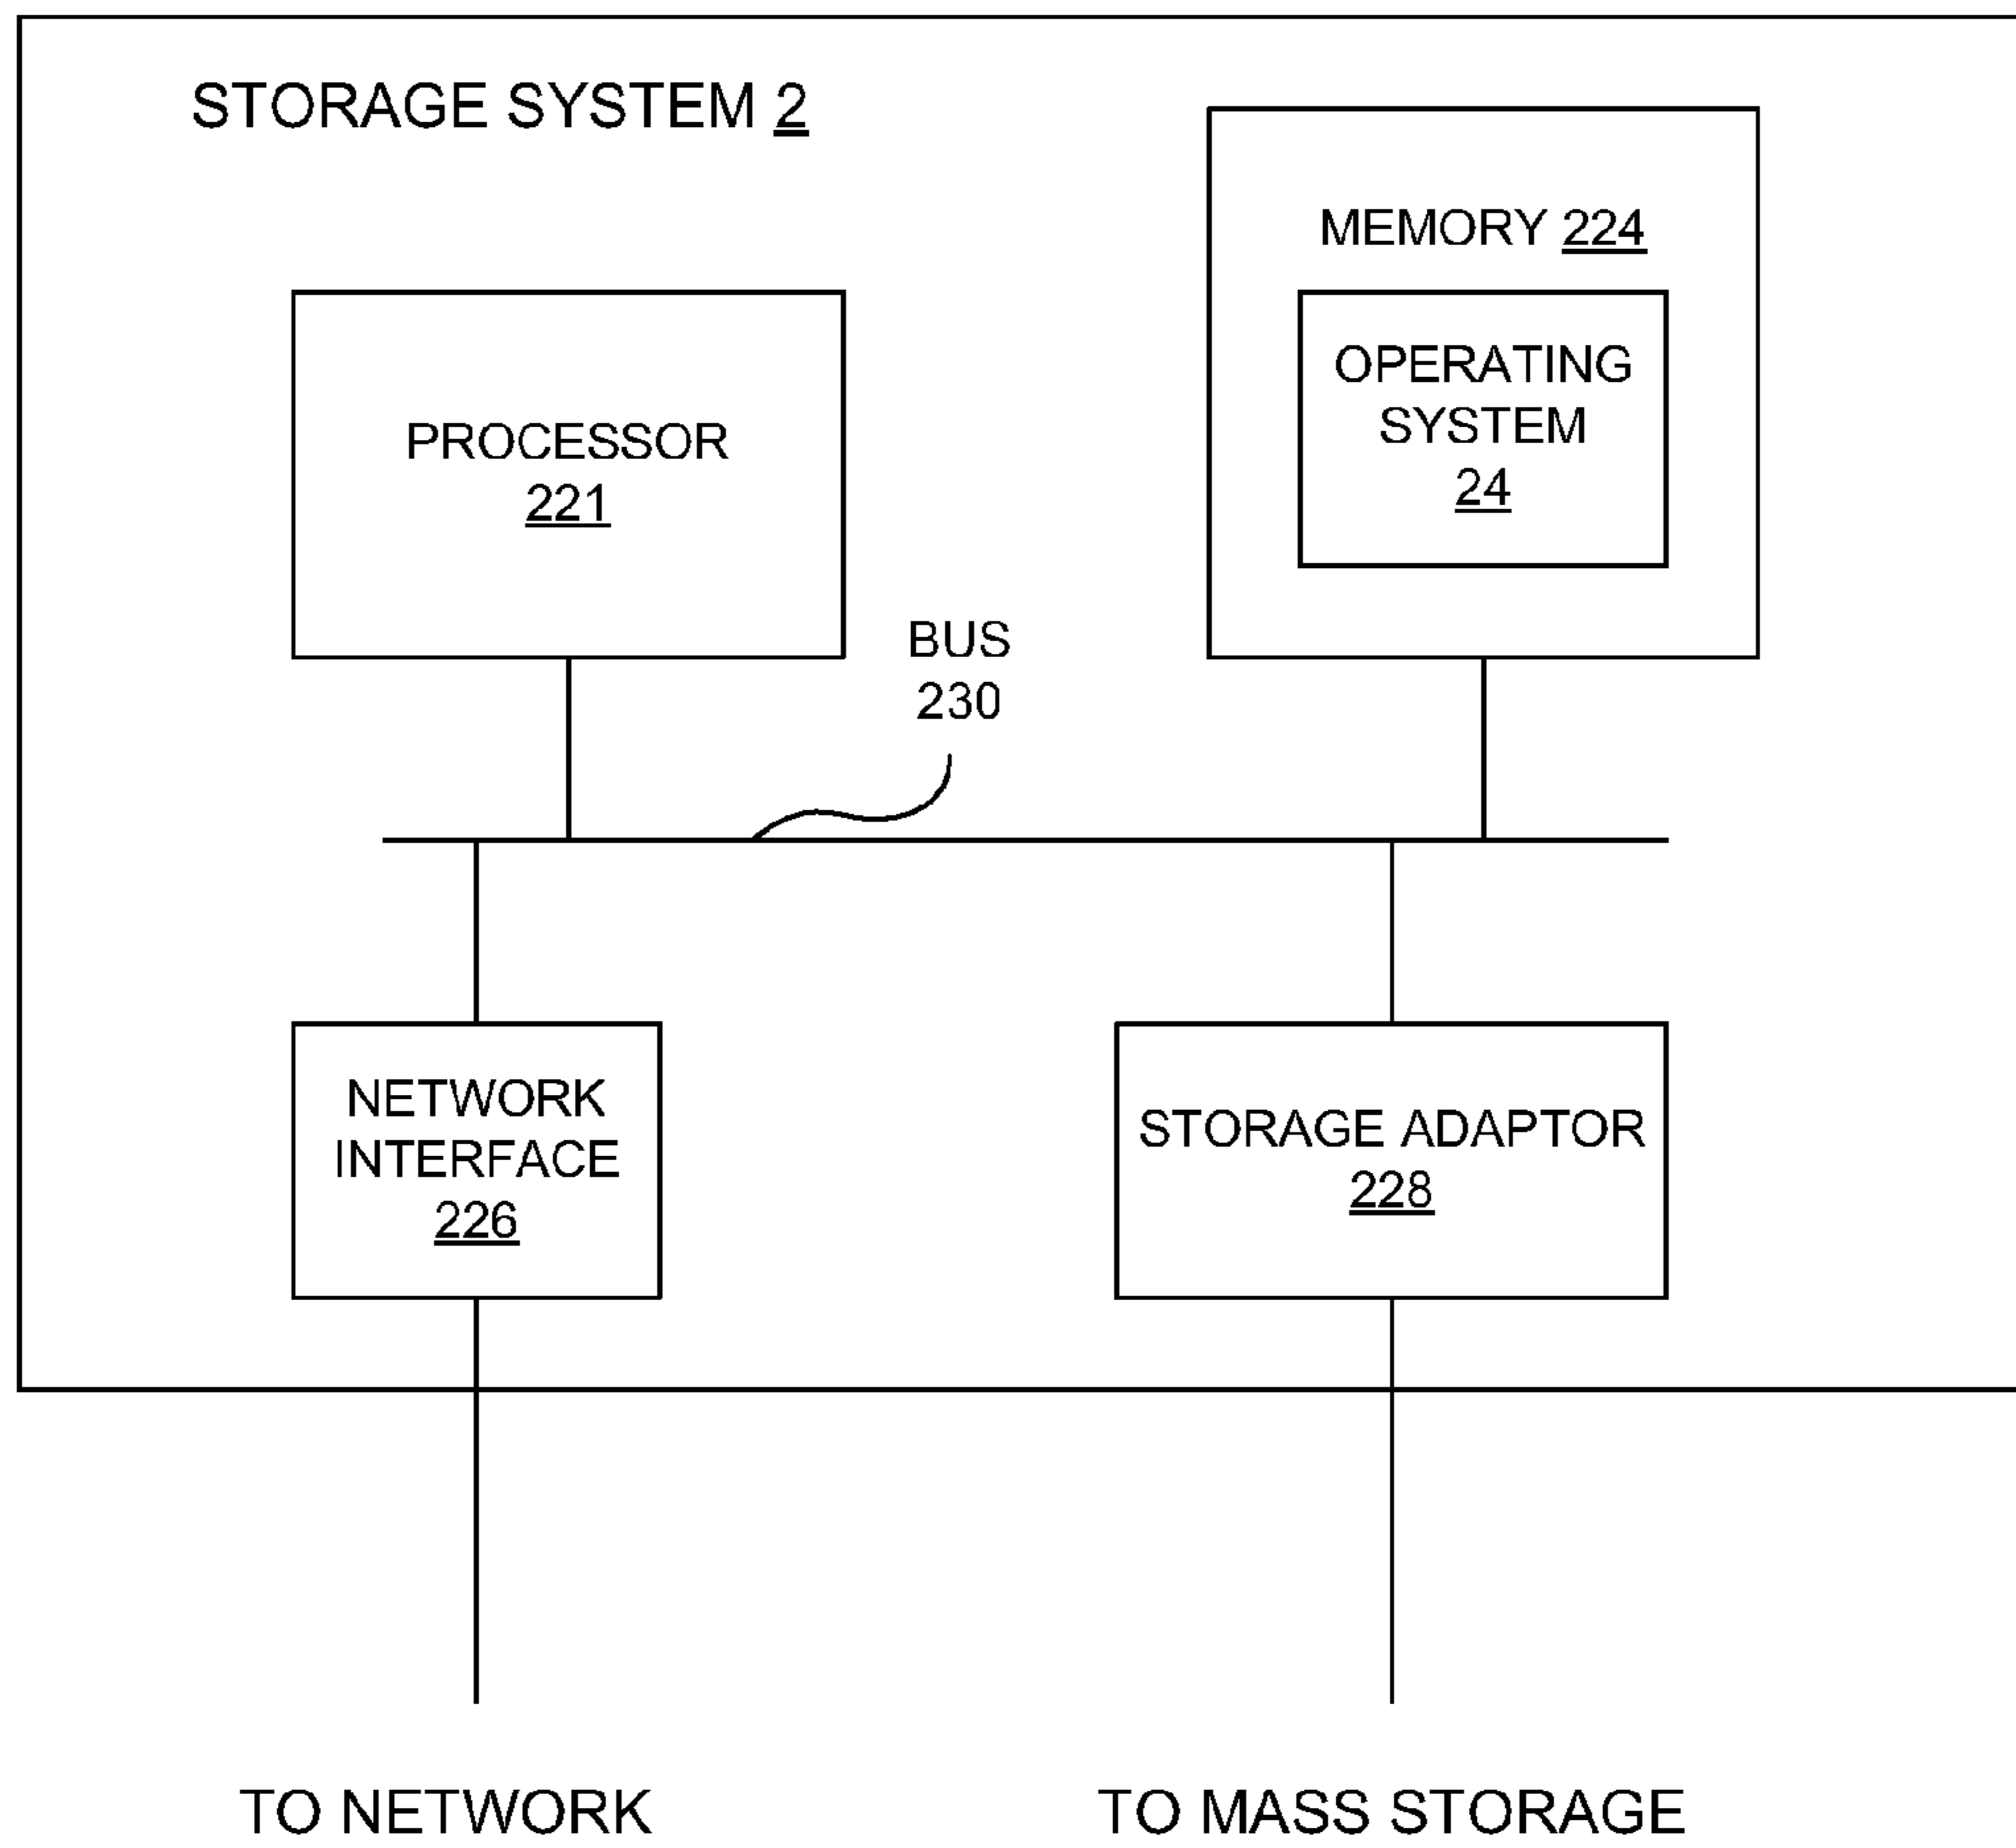 STORAGE SYSTEM 2
MEMORY 224
OPERATING
SYSTEM
24
PROCESSOR
221
BUS
230
NETWORK
INTERFACE
226
STORAGE ADAPTOR
228
TO NETWORK
TO MASS STORAGE